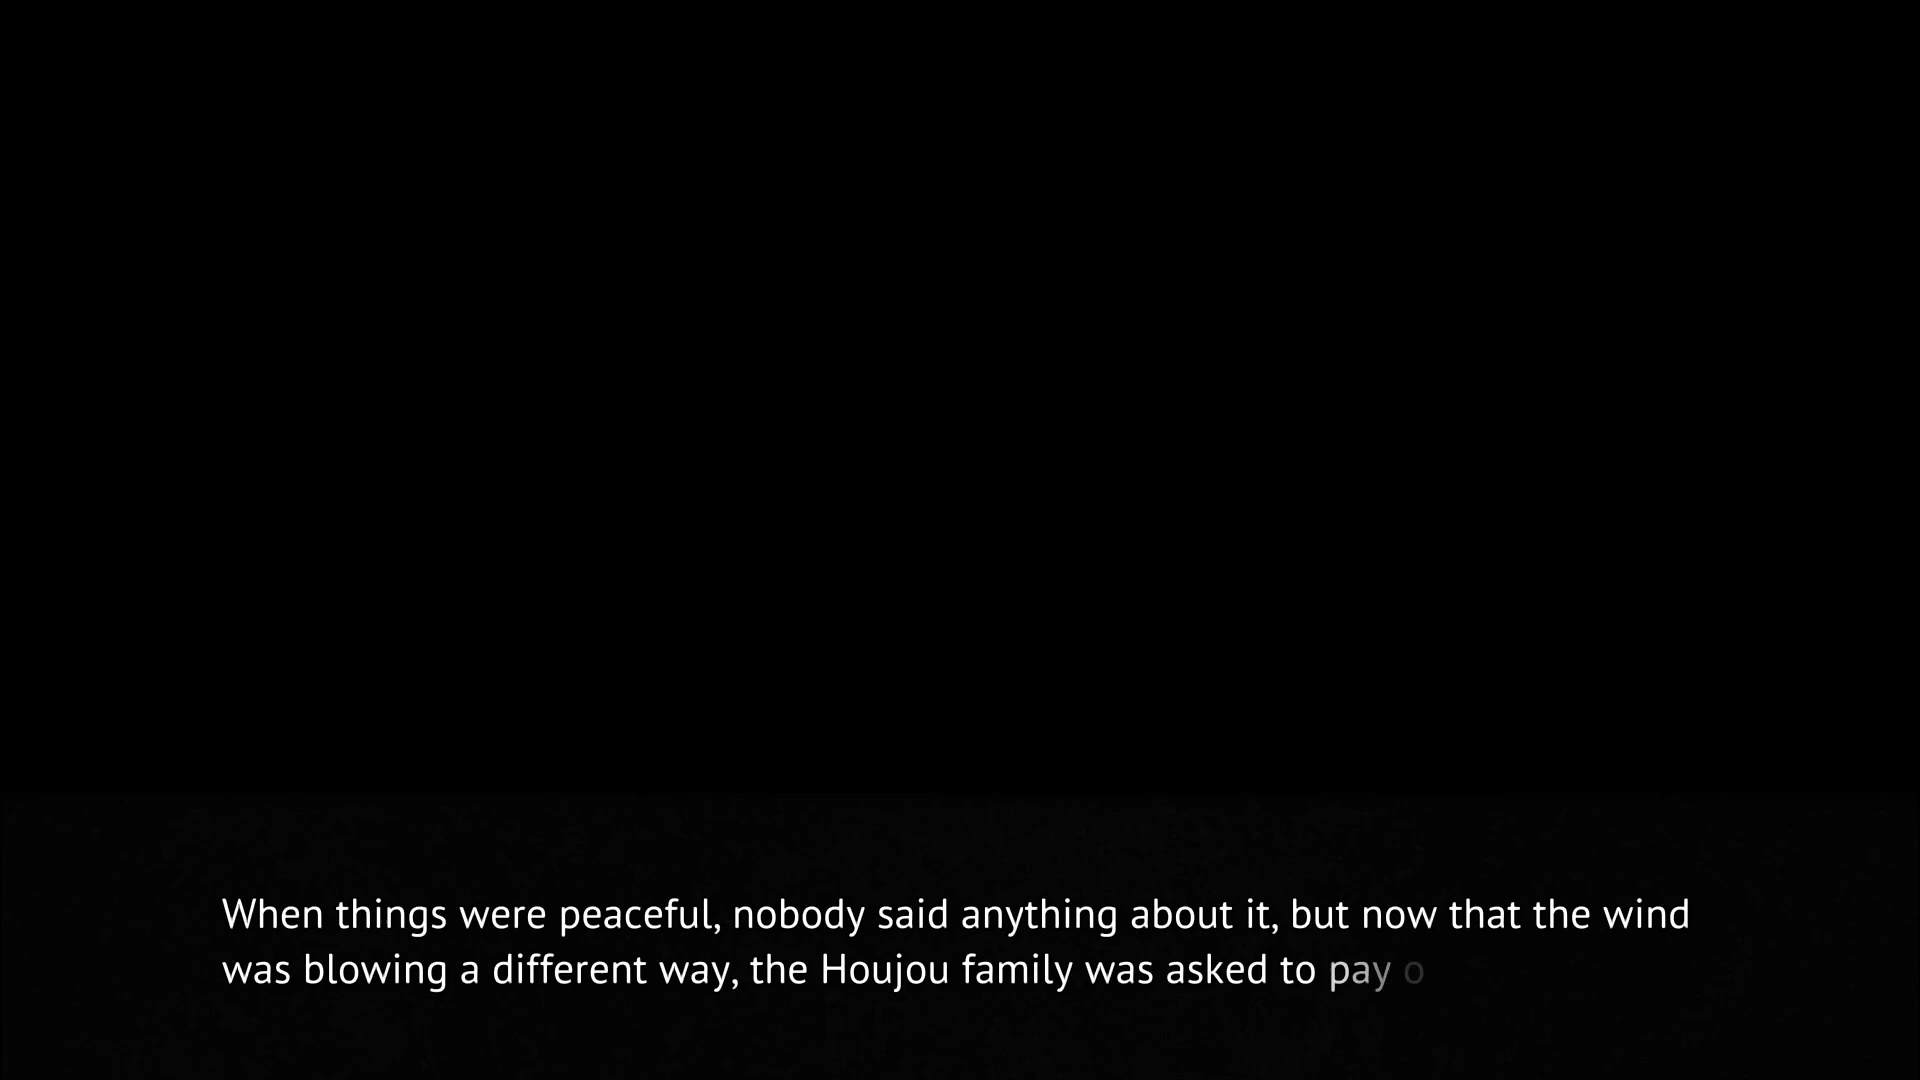 When things were peaceful, nobody said anything about it, but now that the wind
was blowing a different way, the Houjou family was asked to pay o